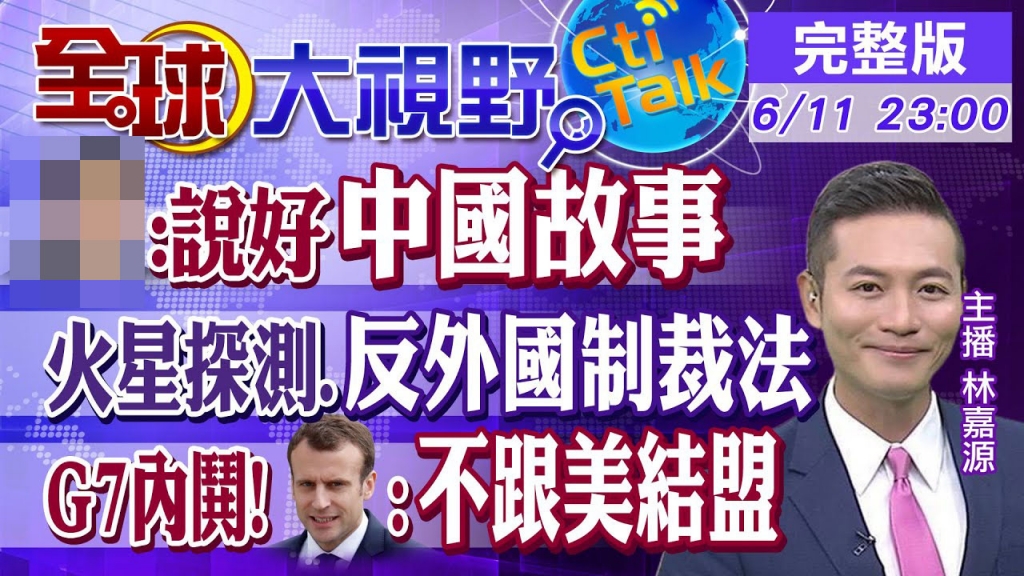 全球大視野
Cti Talk
完整版
6/11 23:00
:說好中國故事
火星探測.反外國制裁法
G7內鬨!:不跟美結盟
主播 林嘉源